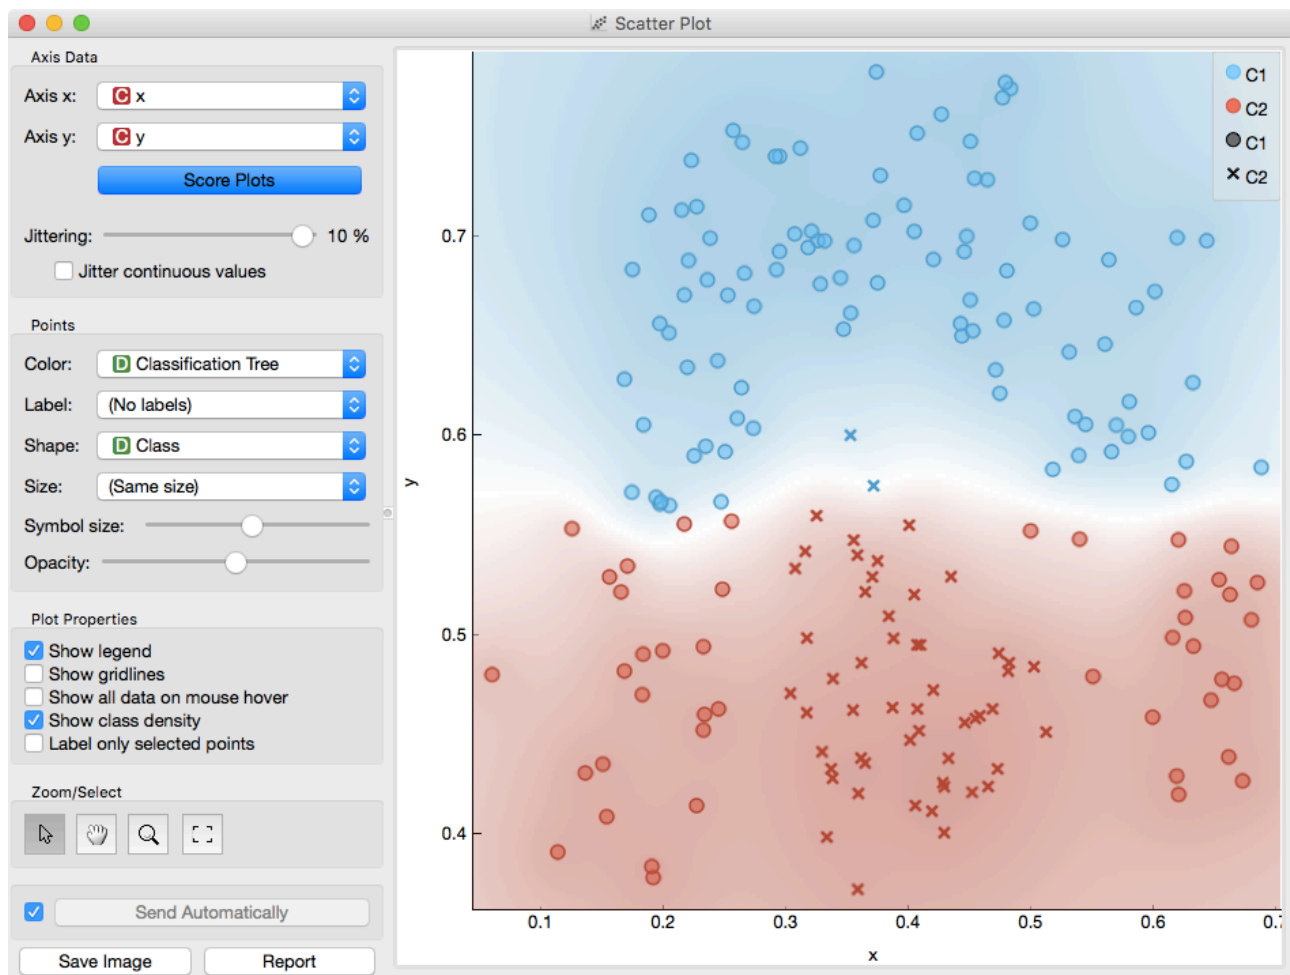 Scatter Plot
Axis Data
Axis x: C x
Axis y: C y
Score Plots
Jittering: 10 %
Jitter continuous values
Points
Color: D Classification Tree
Label: (No labels)
Shape: D Class
Size: (Same size)
Symbol size:
Opacity:
Plot Properties
Show legend
Show gridlines
Show all data on mouse hover
Show class density
Label only selected points
Zoom/Select
Send Automatically
Save Image Report
C1
C2
C1
C2
y
0.7
0.6
0.5
0.4
0.1 0.2 0.3 0.4 0.5 0.6 0.7
x